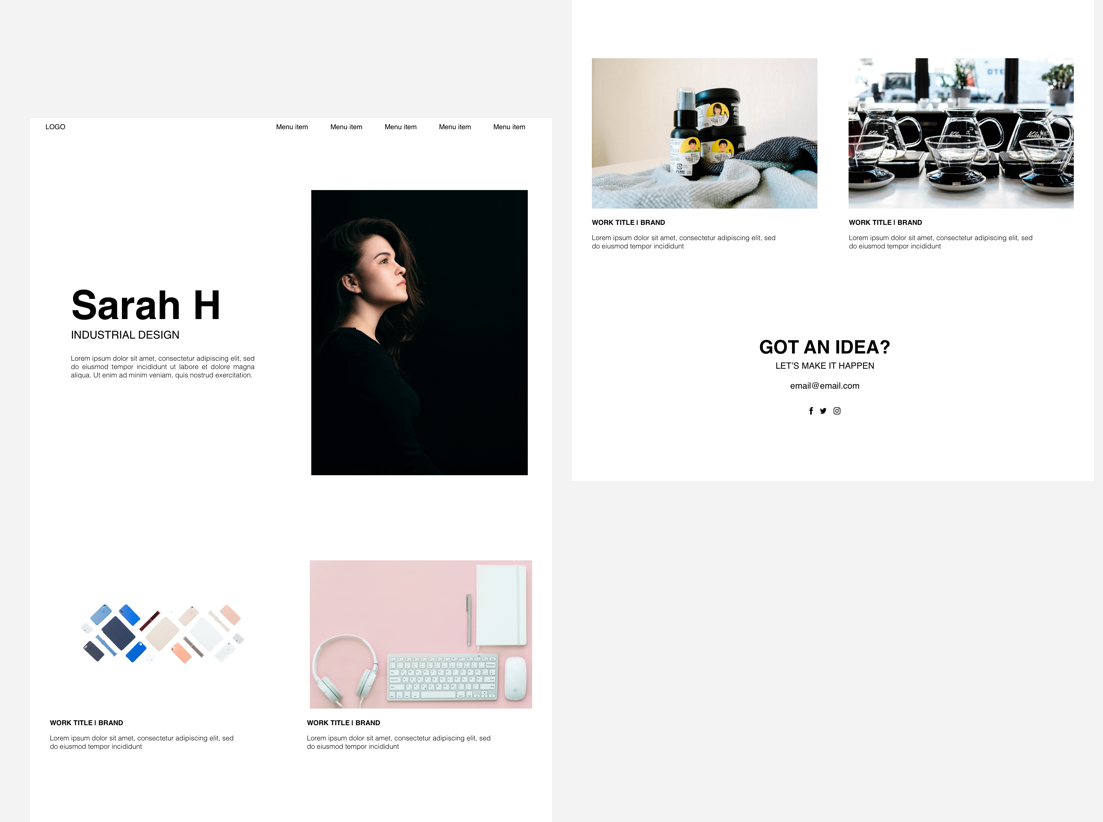 LOGO
Menu item
Menu item
Menu item
Menu item
Menu item
Sarah H
INDUSTRIAL DESIGN
Lorem ipsum dolor sit amet, consectetur adipiscing elit, sed
do eiusmod tempor incididunt ut labore et dolore magna
aliqua. Ut enim ad minim veniam, quis nostrud exercitation.
WORK TITLE | BRAND
Lorem ipsum dolor sit amet, consectetur adipiscing elit, sed
do eiusmod tempor incididunt
WORK TITLE | BRAND
Lorem ipsum dolor sit amet, consectetur adipiscing elit, sed
do eiusmod tempor incididunt
WORK TITLE | BRAND
Lorem ipsum dolor sit amet, consectetur adipiscing elit, sed
do eiusmod tempor incididunt
WORK TITLE | BRAND
Lorem ipsum dolor sit amet, consectetur adipiscing elit, sed
do eiusmod tempor incididunt
GOT AN IDEA?
LET'S MAKE IT HAPPEN
email@email.com